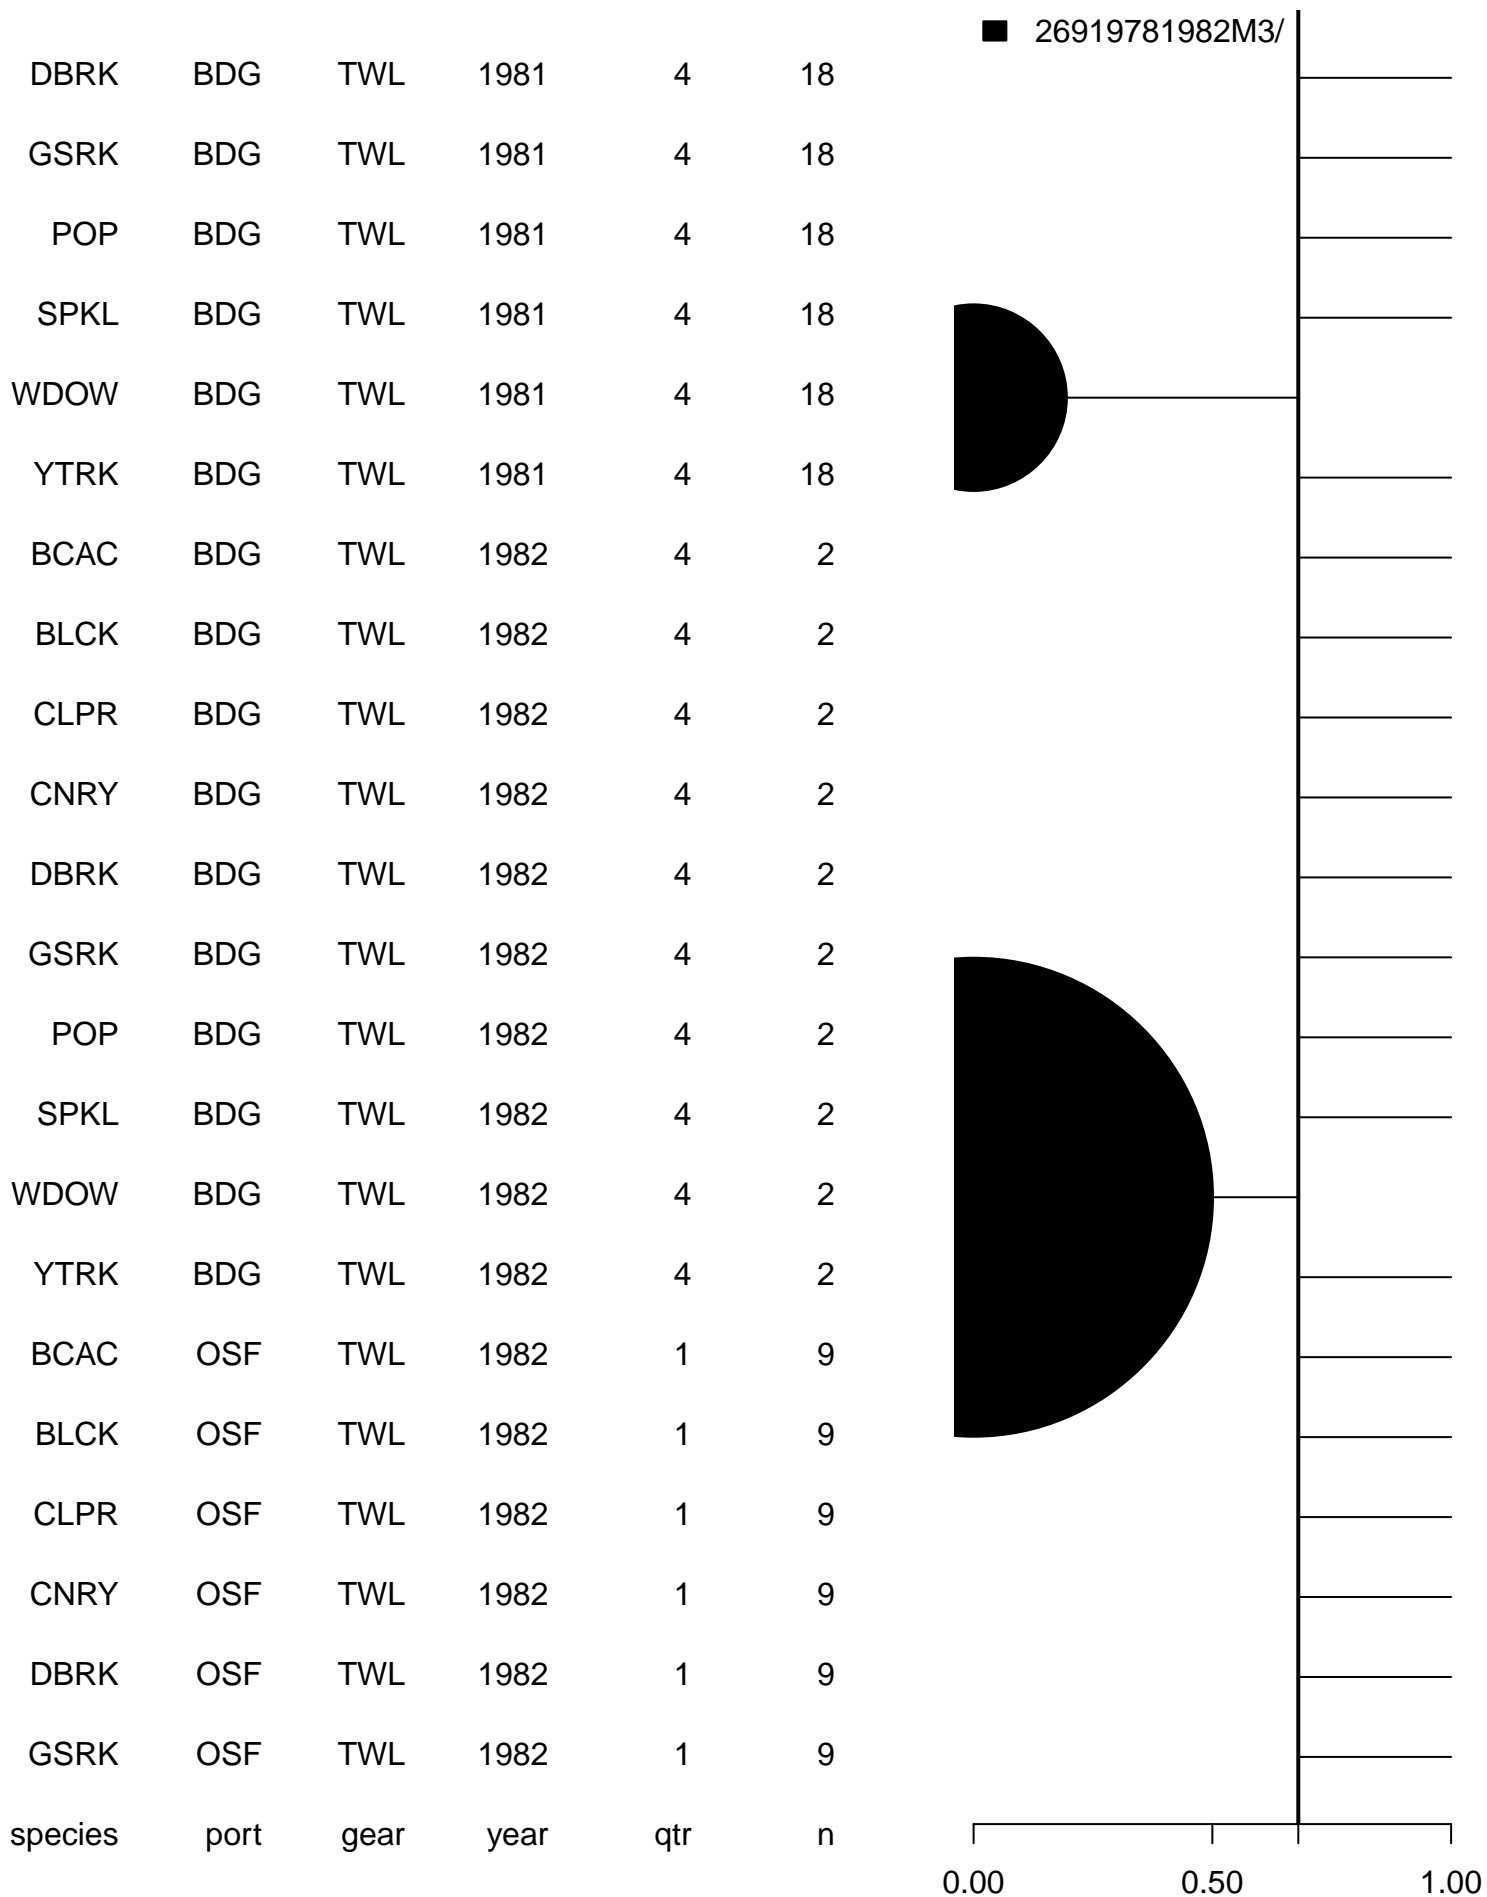 26919781982M3/
DBRK BDG TWL 1981 4 18
GSRK BDG TWL 1981 4 18
POP BDG TWL 1981 4 18
SPKL BDG TWL 1981 4 18
WDOW BDG TWL 1981 4 18
YTRK BDG TWL 1981 4 18
BCAC BDG TWL 1982 4 2
BLCK BDG TWL 1982 4 2
CLPR BDG TWL 1982 4 2
CNRY BDG TWL 1982 4 2
DBRK BDG TWL 1982 4 2
GSRK BDG TWL 1982 4 2
POP BDG TWL 1982 4 2
SPKL BDG TWL 1982 4 2
WDOW BDG TWL 1982 4 2
YTRK BDG TWL 1982 4 2
BCAC OSF TWL 1982 1 9
BLCK OSF TWL 1982 1 9
CLPR OSF TWL 1982 1 9
CNRY OSF TWL 1982 1 9
DBRK OSF TWL 1982 1 9
GSRK OSF TWL 1982 1 9
species port gear year qtr n
0.00 0.50 1.00